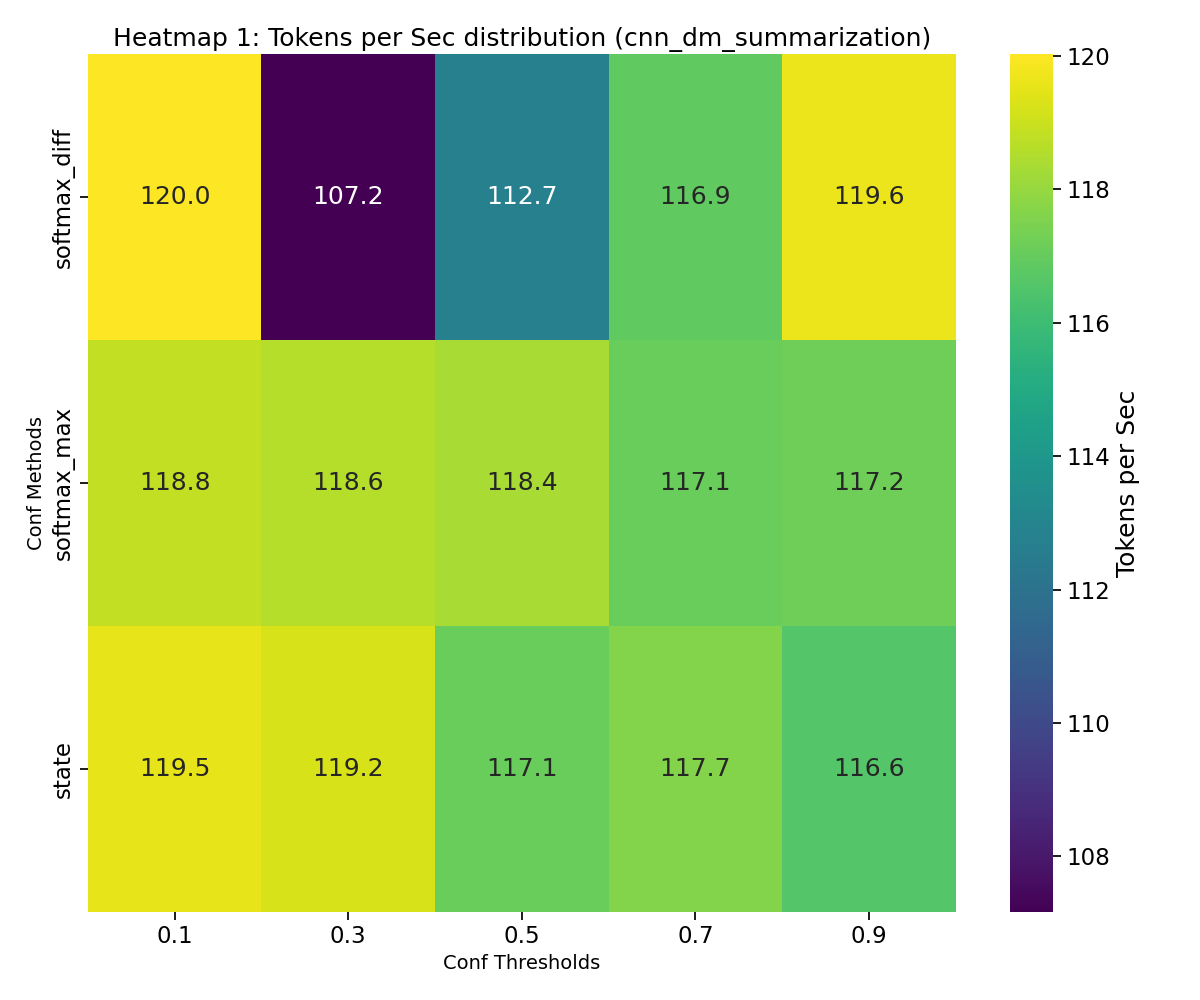 Heatmap 1: Tokens per Sec distribution (cnn_dm_summarization)
Conf Methods
softmax_diff
120.0 107.2 112.7 116.9 119.6
softmax_max
118.8 118.6 118.4 117.1 117.2
state
119.5 119.2 117.1 117.7 116.6
0.1 0.3 0.5 0.7 0.9
Conf Thresholds
120
118
116
114
112
110
108
Tokens per Sec